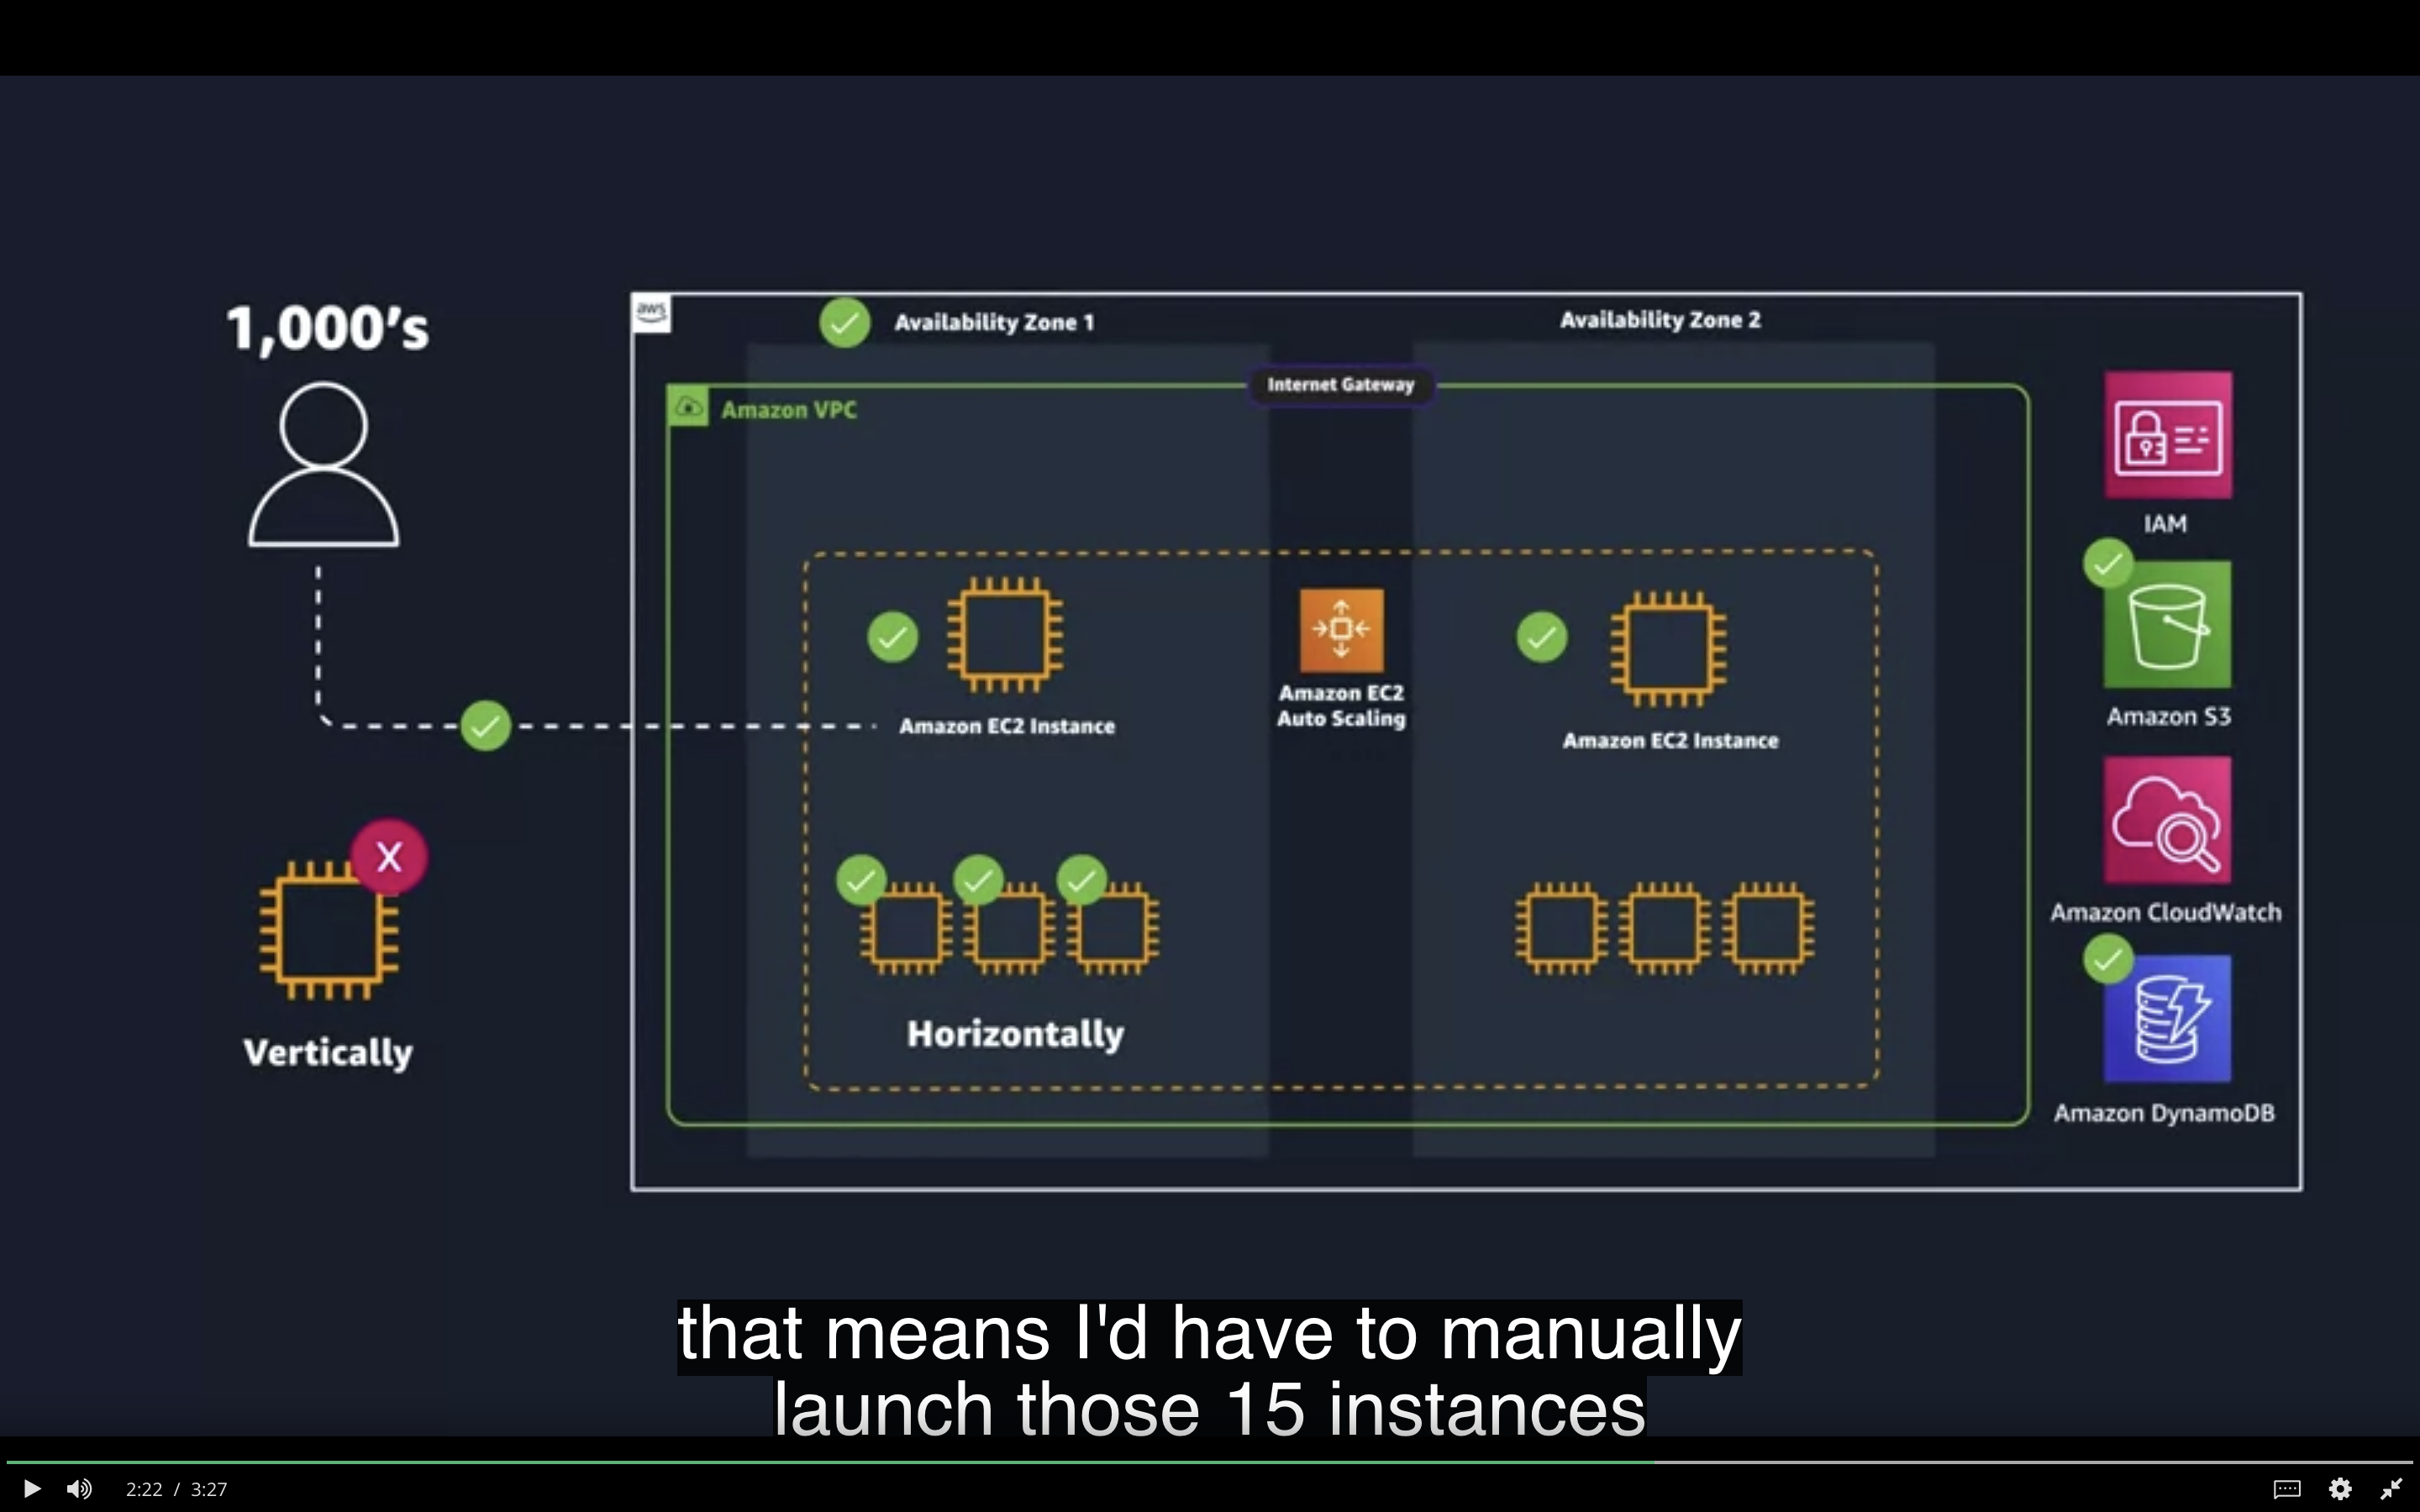 1,000's
aws
Availability Zone 1
Availability Zone 2
Internet Gateway
Amazon VPC
IAM
Amazon EC2 Instance
Amazon EC2
Auto Scaling
Amazon EC2 Instance
Amazon S3
X
Vertically
Horizontally
Amazon CloudWatch
Amazon DynamoDB
that means I'd have to manually
launch those 15 instances
2:22 / 3:27